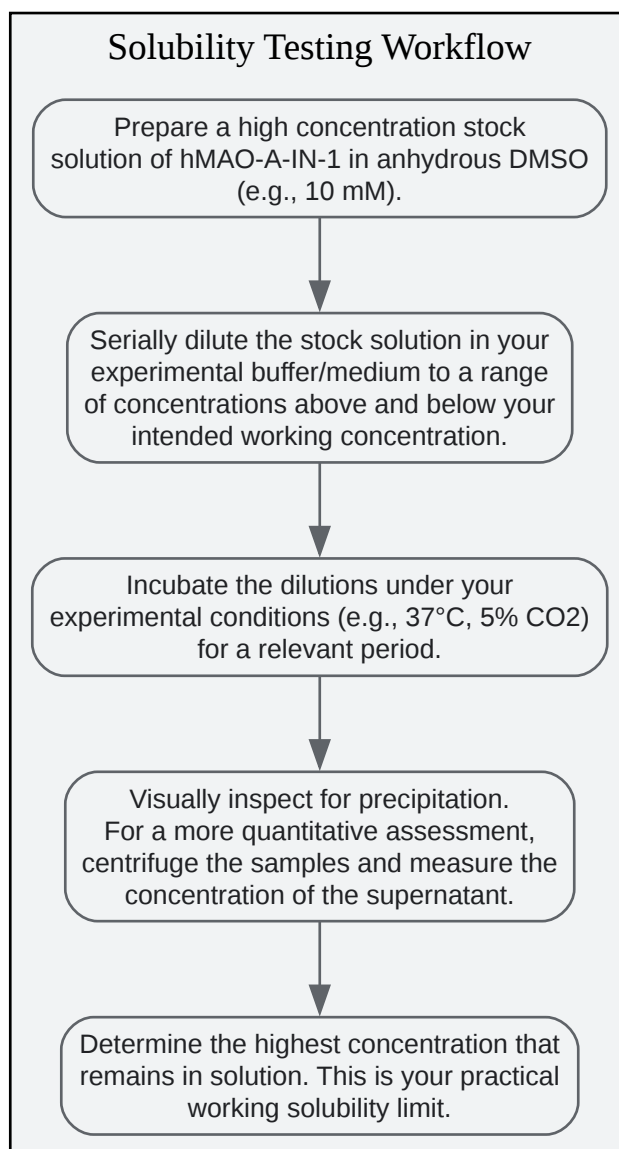 Solubility Testing Workflow
Prepare a high concentration stock
solution of hMAO-A-IN-1 in anhydrous DMSO
(e.g., 10 mM).
Serially dilute the stock solution in your
experimental buffer/medium to a range
of concentrations above and below your
intended working concentration.
Incubate the dilutions under your
experimental conditions (e.g., 37°C, 5% CO2)
for a relevant period.
Visually inspect for precipitation.
For a more quantitative assessment,
centrifuge the samples and measure the
concentration of the supernatant.
Determine the highest concentration that
remains in solution. This is your practical
working solubility limit.